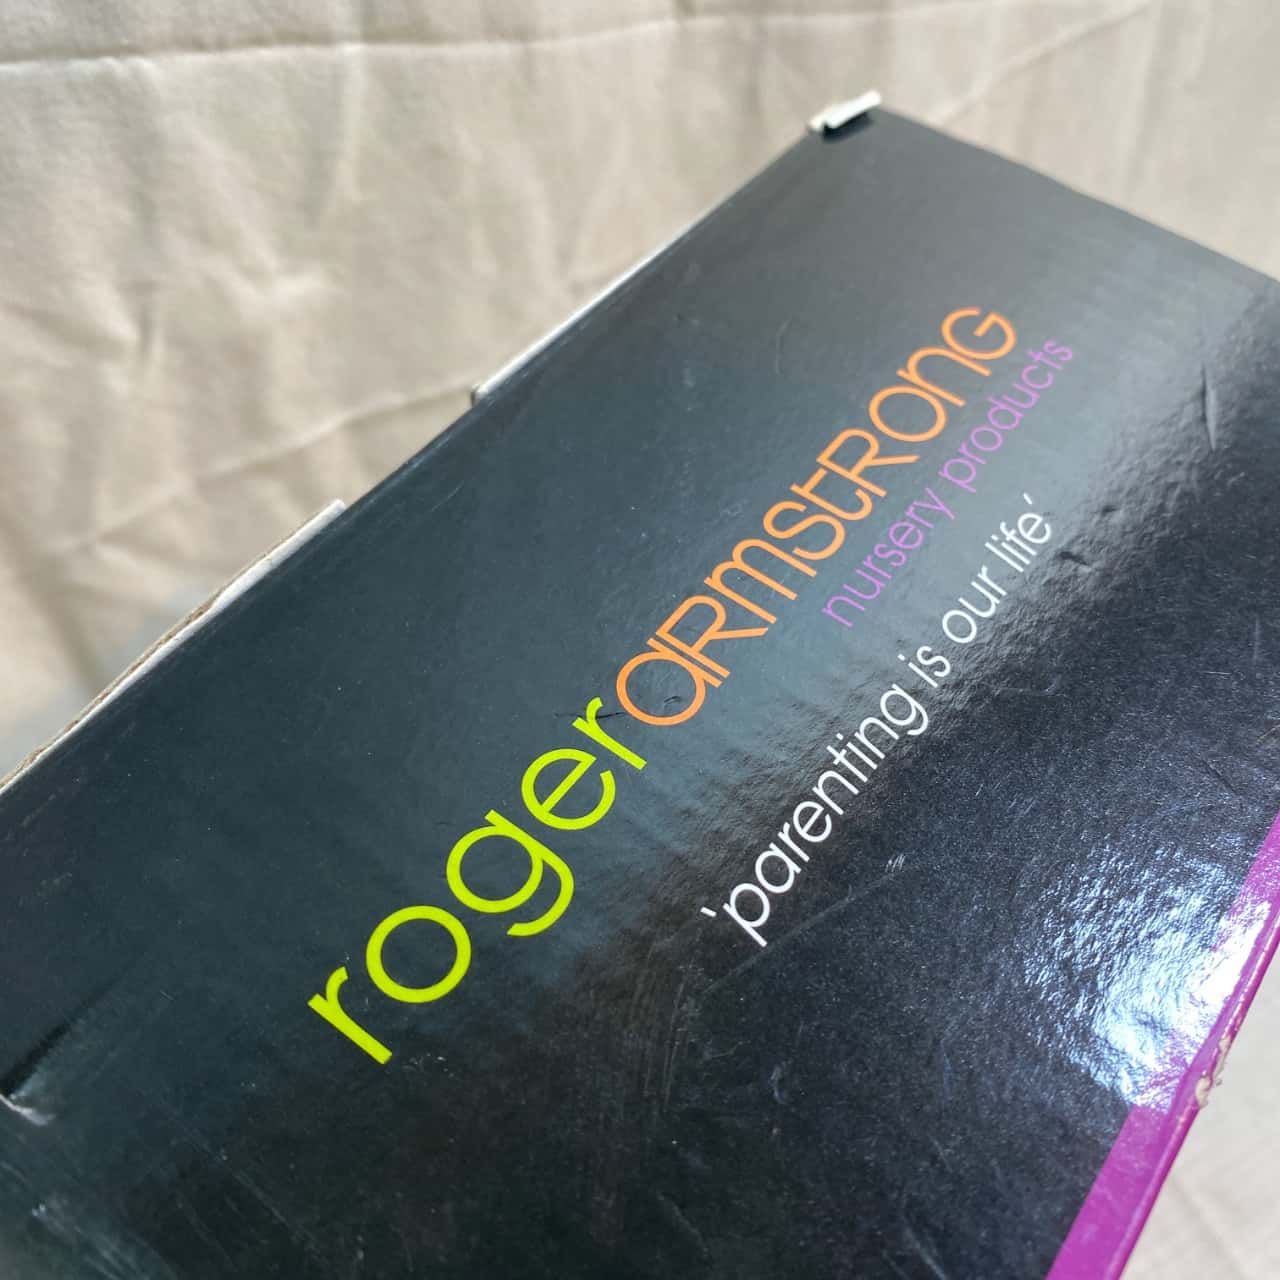 rogeraRmstRonG
nursery products
‘parenting is our life’